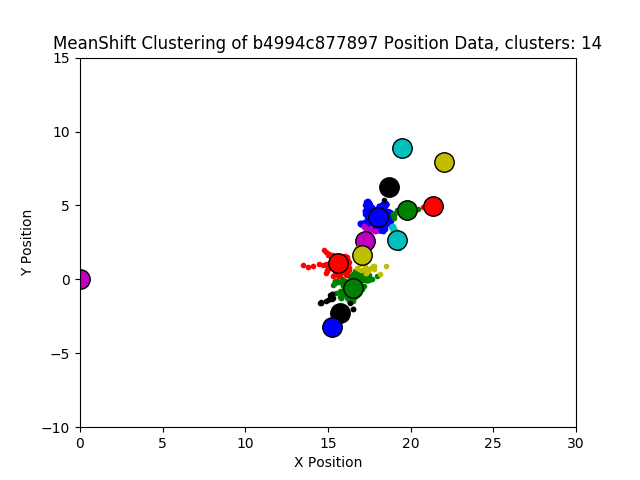 MeanShift Clustering of b4994c877897 Position Data, clusters: 14
15
10
5
0
−5
−10
Y Position
0 5 10 15 20 25 30
X Position